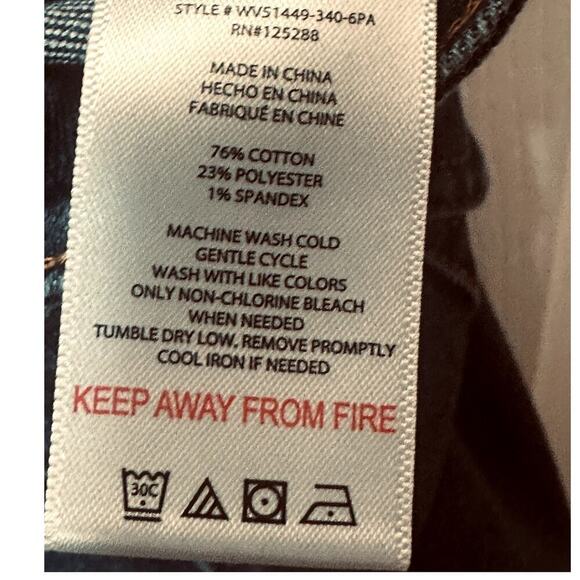 STYLE # WV51449-340-6PA
RN#125288
MADE IN CHINA
HECHO EN CHINA
FABRIQUÉ EN CHINE
76% COTTON
23% POLYESTER
1% SPANDEX
MACHINE WASH COLD
GENTLE CYCLE
WASH WITH LIKE COLORS
ONLY NON-CHLORINE BLEACH
WHEN NEEDED
TUMBLE DRY LOW. REMOVE PROMPTLY
COOL IRON IF NEEDED
KEEP AWAY FROM FIRE
30C